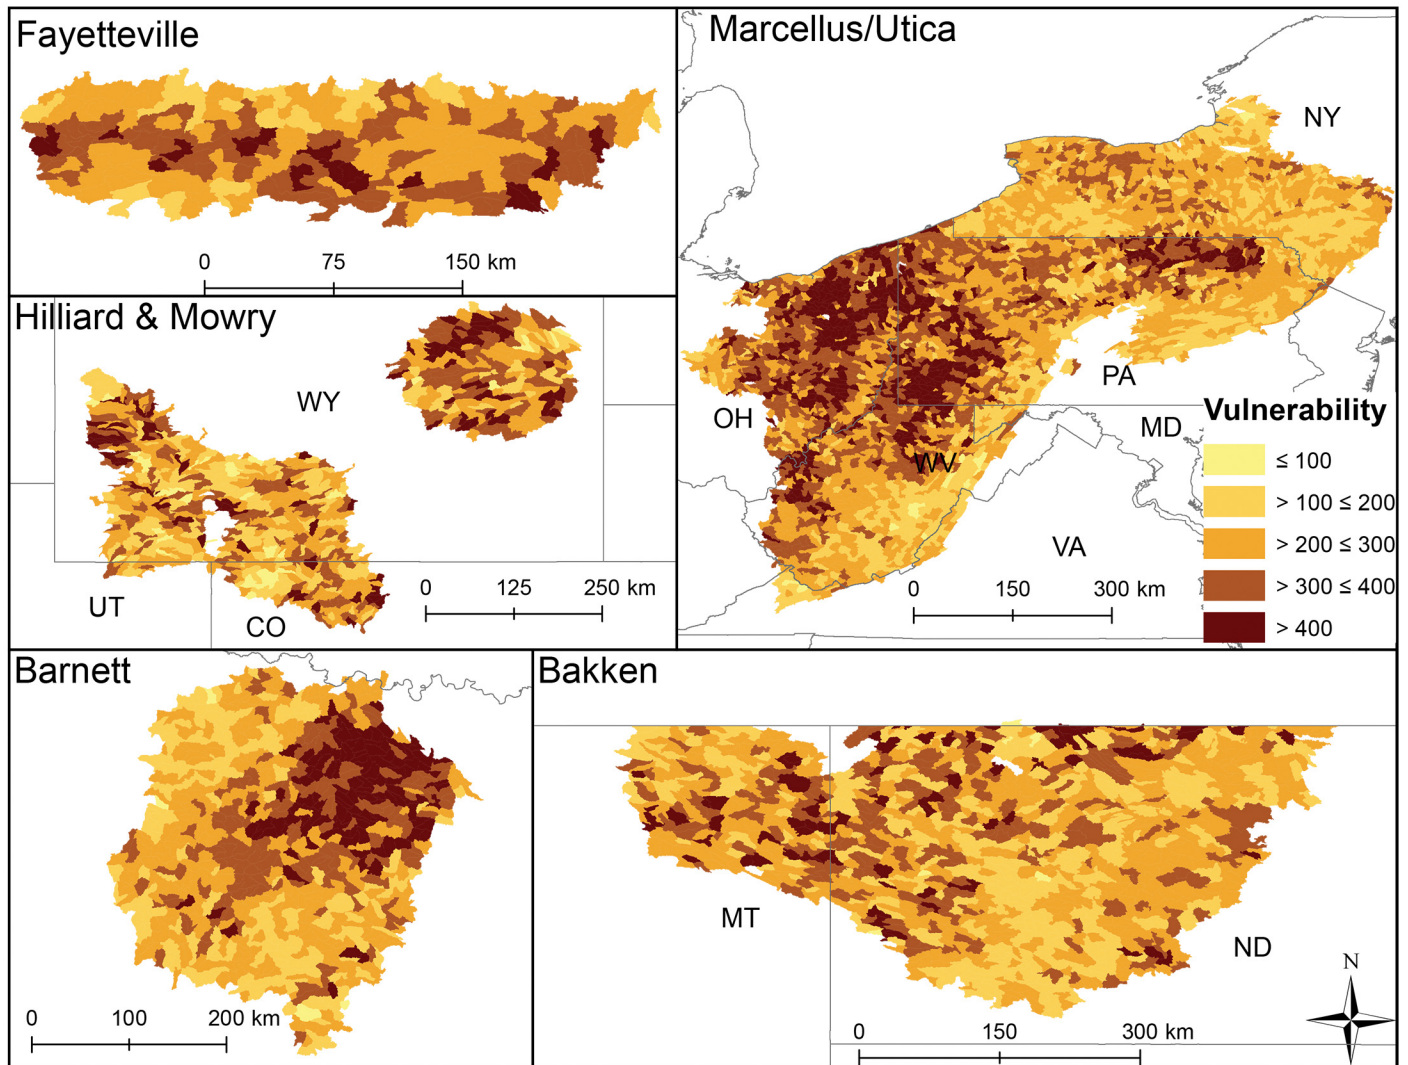 Fayetteville
0 75 150 km
Hilliard & Mowry
WY
UT
CO
0 125 250 km
Marcellus/Utica
NY
PA
OH
MD
WV
VA
0 150 300 km
Vulnerability
≤ 100
> 100 ≤ 200
> 200 ≤ 300
> 300 ≤ 400
> 400
Barnett
0 100 200 km
Bakken
MT
ND
N
0 150 300 km